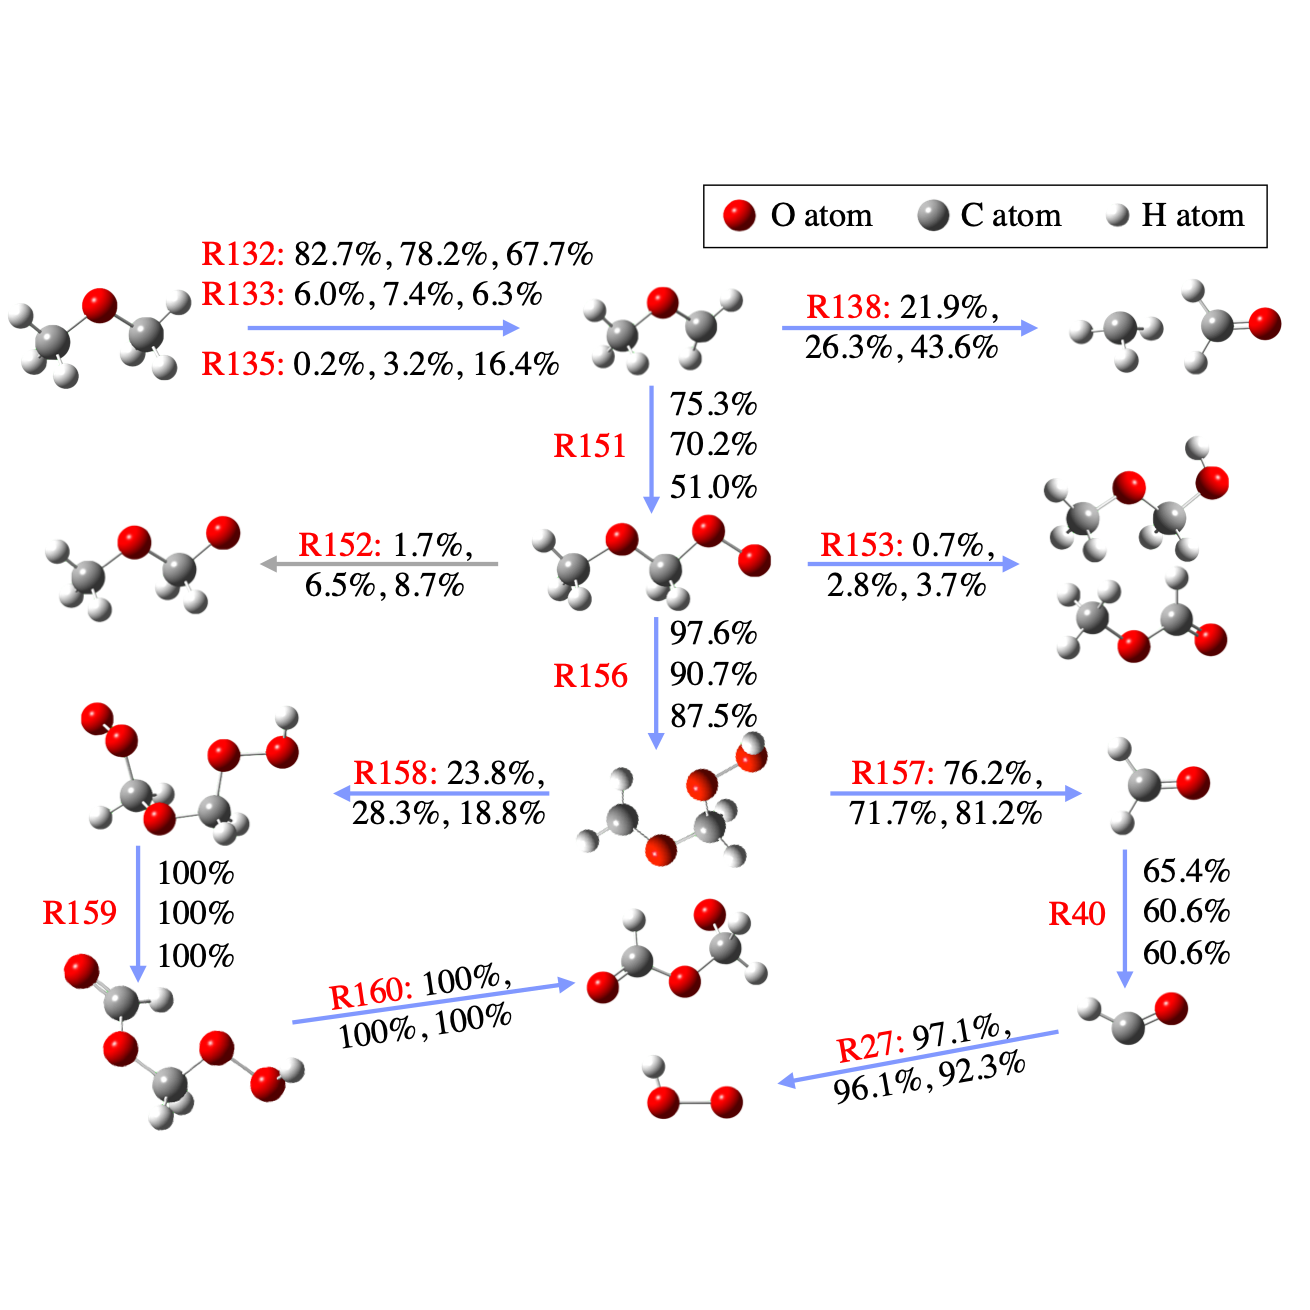 O atom C atom H atom
R132: 82.7%, 78.2%, 67.7%
R133: 6.0%, 7.4%, 6.3%
R135: 0.2%, 3.2%, 16.4%
R138: 21.9%,
26.3%, 43.6%
R151
75.3%
70.2%
51.0%
R152: 1.7%,
6.5%, 8.7%
R153: 0.7%,
2.8%, 3.7%
R156
97.6%
90.7%
87.5%
R158: 23.8%,
28.3%, 18.8%
R157: 76.2%,
71.7%, 81.2%
R159
100%
100%
100%
R40
65.4%
60.6%
60.6%
R160: 100%,
100%, 100%
R27: 97.1%,
96.1%, 92.3%